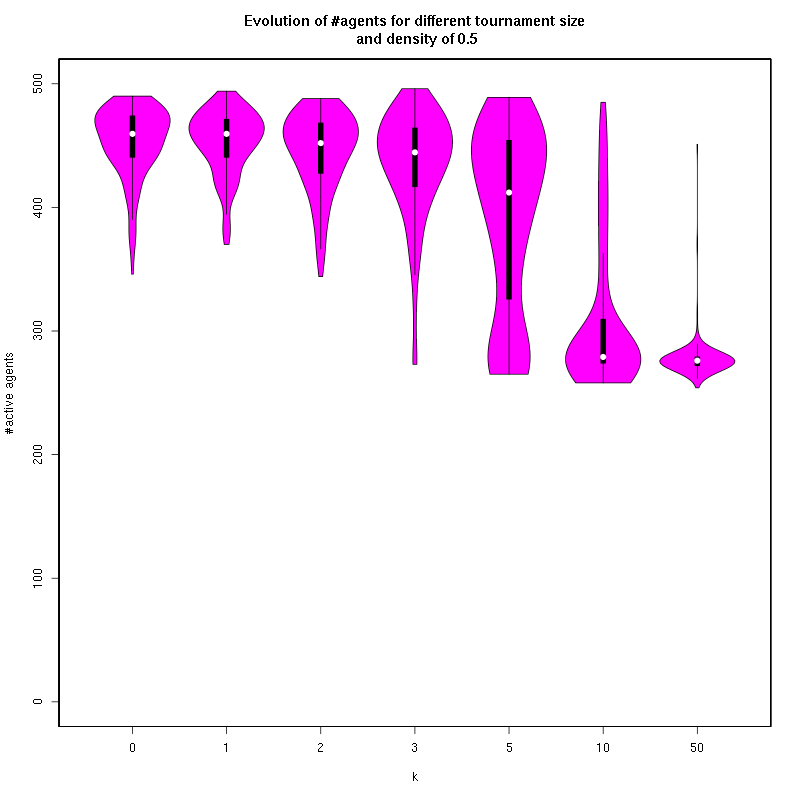 Evolution of #agents for different tournament size
and density of 0.5
500
400
300
200
100
0
#active agents
0 1 2 3 5 10 50
k